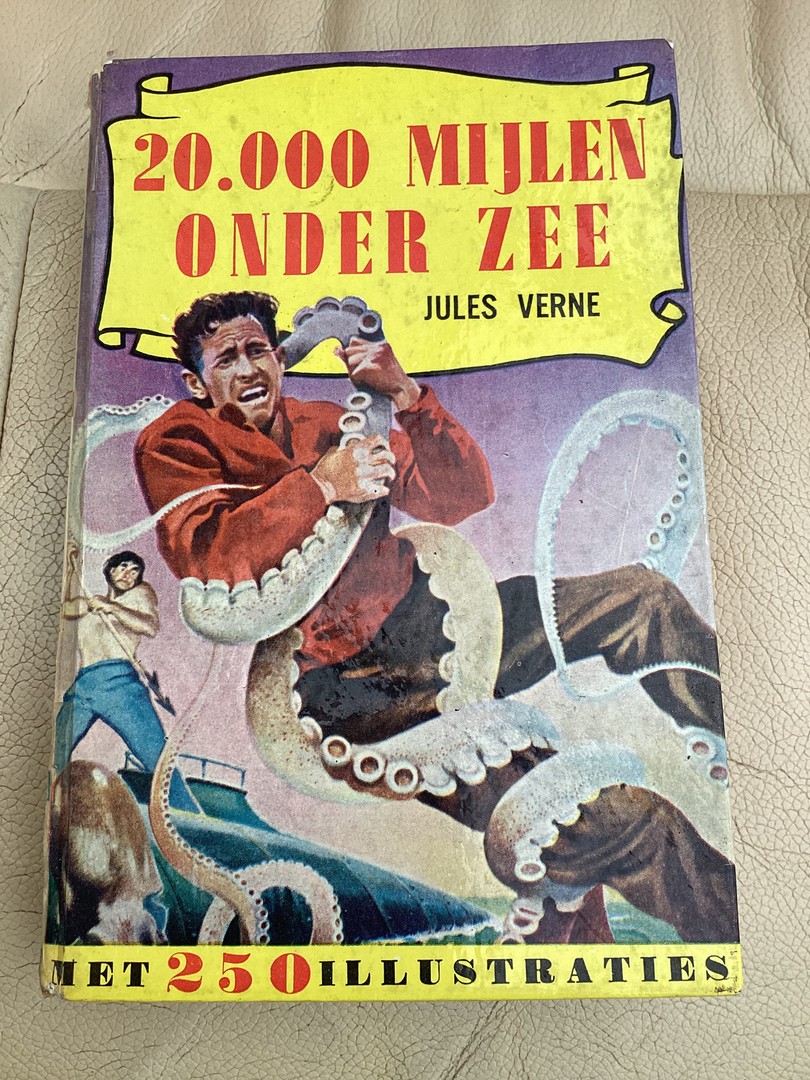 20.000 MIJLEN
ONDER ZEE
JULES VERNE
MET 250 ILLUSTRATIES